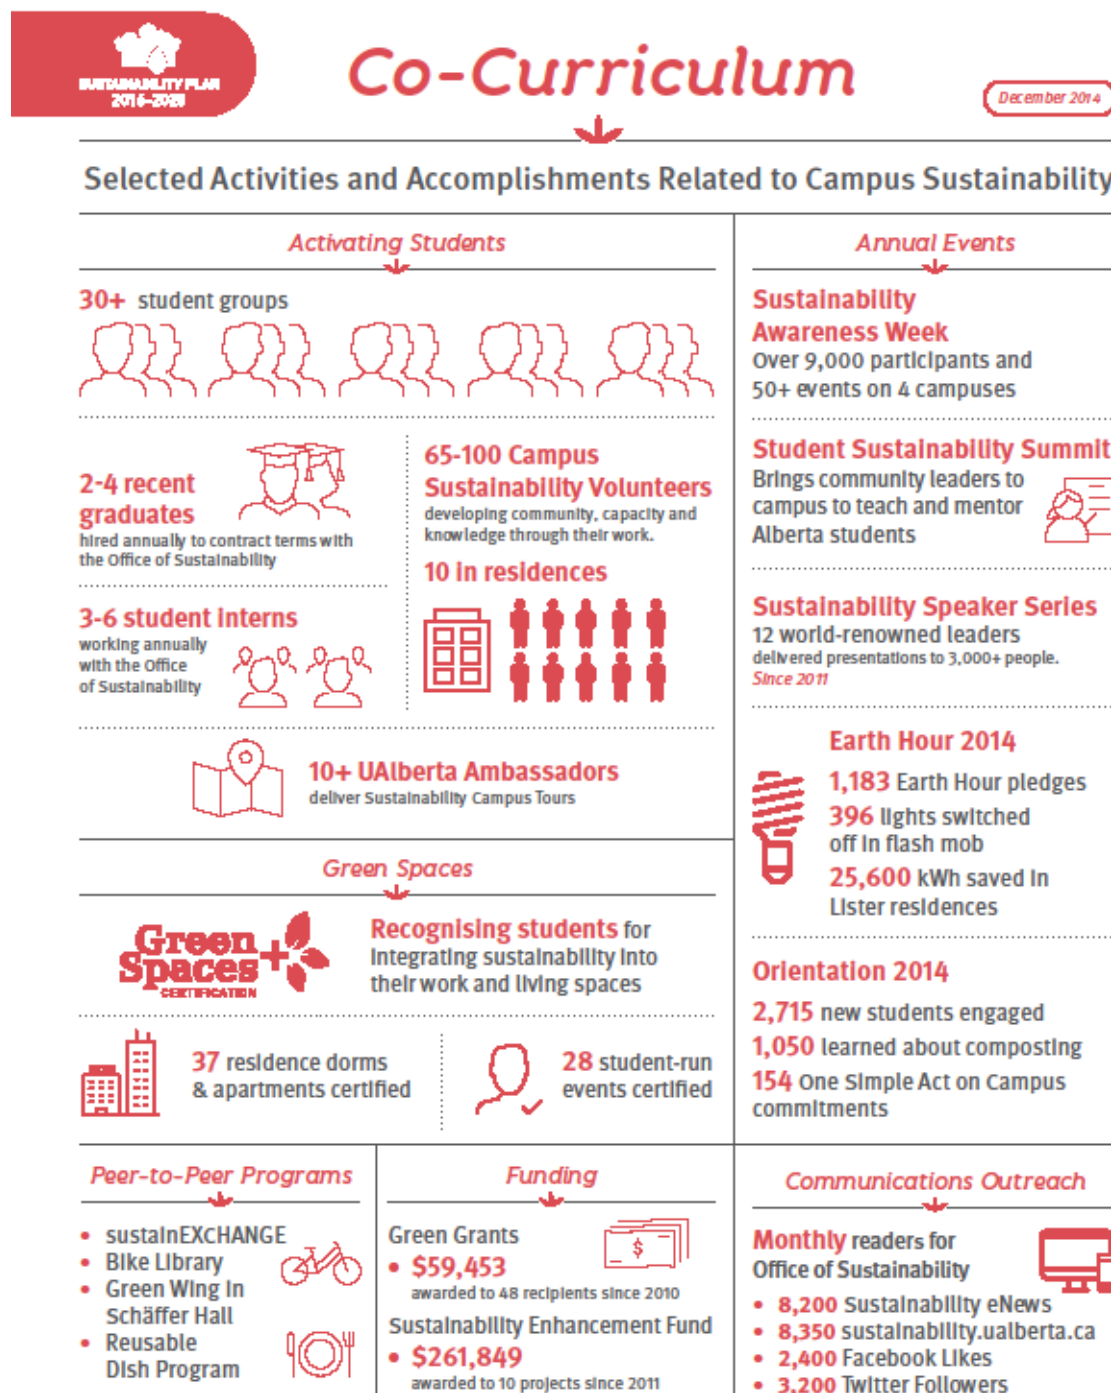 SUSTAINABILITY PLAN
2016-2020
Co-Curriculum
December 2014
Selected Activities and Accomplishments Related to Campus Sustainability
Activating Students
30+ student groups
2-4 recent
graduates
hired annually to contract terms with
the Office of Sustainability
3-6 student interns
working annually
with the Office
of Sustainability
65-100 Campus
Sustainability Volunteers
developing community, capacity and
knowledge through their work.
10 in residences
10+ UAlberta Ambassadors
deliver Sustainability Campus Tours
Green Spaces
Green
Spaces
CERTIFICATION
Recognising students for
integrating sustainability into
their work and living spaces
37 residence dorms
& apartments certified
28 student-run
events certified
Annual Events
Sustainability
Awareness Week
Over 9,000 participants and
50+ events on 4 campuses
Student Sustainability Summit
Brings community leaders to
campus to teach and mentor
Alberta students
Sustainability Speaker Series
12 world-renowned leaders
delivered presentations to 3,000+ people.
Since 2011
Earth Hour 2014
1,183 Earth Hour pledges
396 lights switched
off in flash mob
25,600 kWh saved in
Lister residences
Orientation 2014
2,715 new students engaged
1,050 learned about composting
154 One Simple Act on Campus
commitments
Peer-to-Peer Programs
• sustainEXCHANGE
• Bike Library
• Green Wing in
Schäffer Hall
• Reusable
Dish Program
Funding
Green Grants
$
• $59,453
awarded to 48 recipients since 2010
Sustainability Enhancement Fund
• $261,849
awarded to 10 projects since 2011
Communications Outreach
Monthly readers for
Office of Sustainability
• 8,200 Sustainability eNews
• 8,350 sustainability.ualberta.ca
• 2,400 Facebook Likes
• 3,200 Twitter Followers